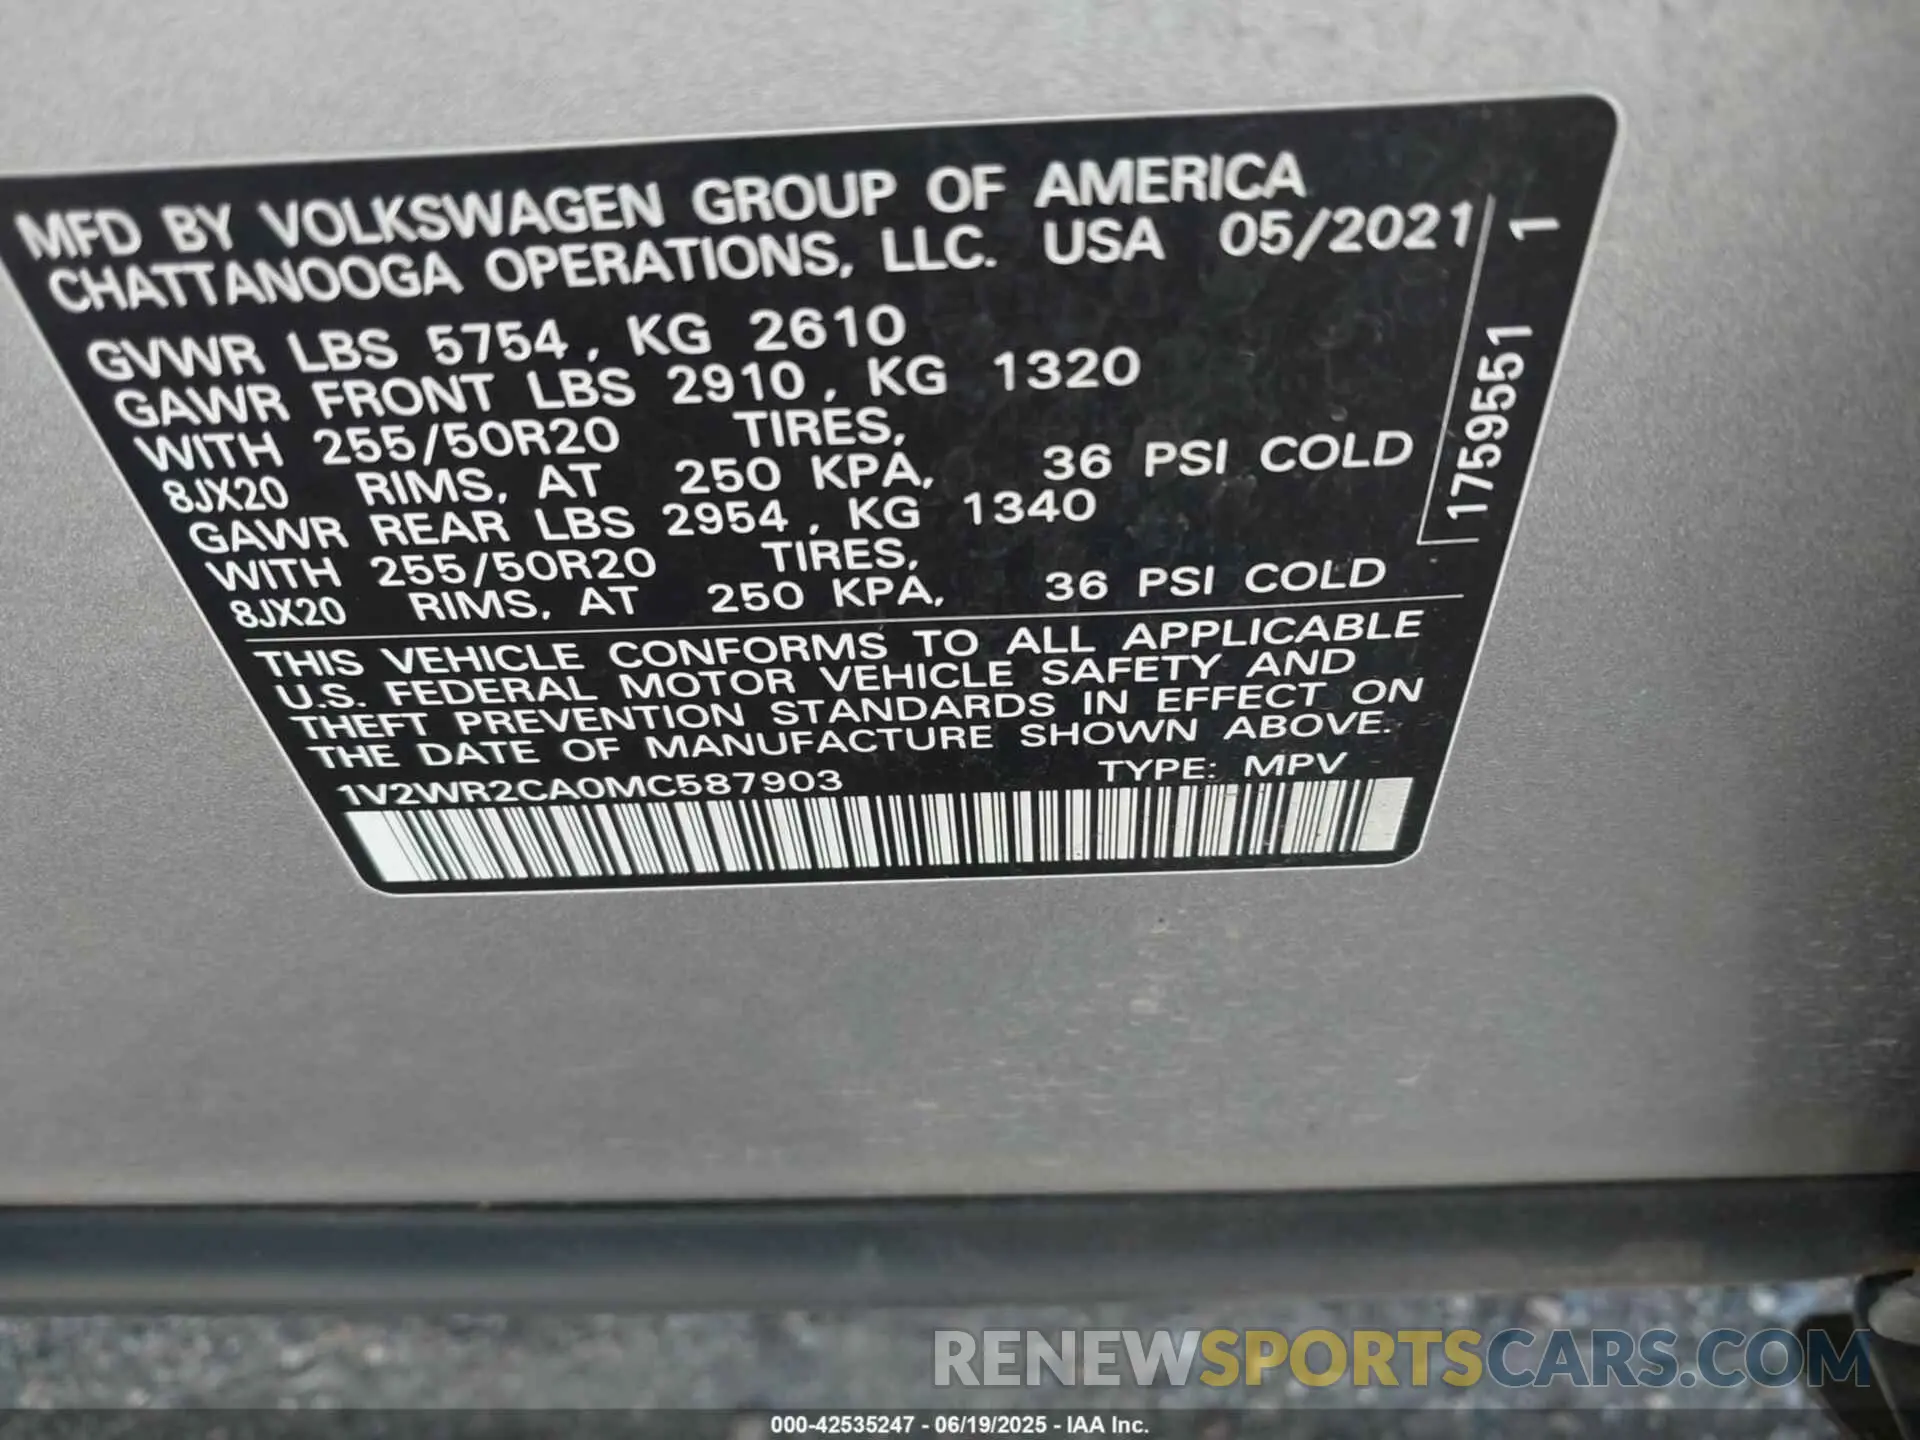 MFD BY VOLKSWAGEN GROUP OF AMERICA
CHATTANOOGA OPERATIONS, LLC. USA 05/2021
GVWR LBS 5754, KG 2610
GAWR FRONT LBS 2910, KG 1320
WITH 255/50R20 TIRES,
8JX20 RIMS, AT 250 KPA, 36 PSI COLD
GAWR REAR LBS 2954, KG 1340
WITH 255/50R20 TIRES,
8JX20 RIMS, AT 250 KPA, 36 PSI COLD
THIS VEHICLE CONFORMS TO ALL APPLICABLE
U.S. FEDERAL MOTOR VEHICLE SAFETY AND
THEFT PREVENTION STANDARDS IN EFFECT ON
THE DATE OF MANUFACTURE SHOWN ABOVE.
1V2WR2CA0MC587903 TYPE: MPV
1759551 1
RENEWSPORTSCARS.COM
000-42535247 - 06/19/2025 - IAA Inc.